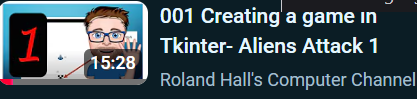 1
15:28
001 Creating a game in
Tkinter- Aliens Attack 1
Roland Hall's Computer Channel